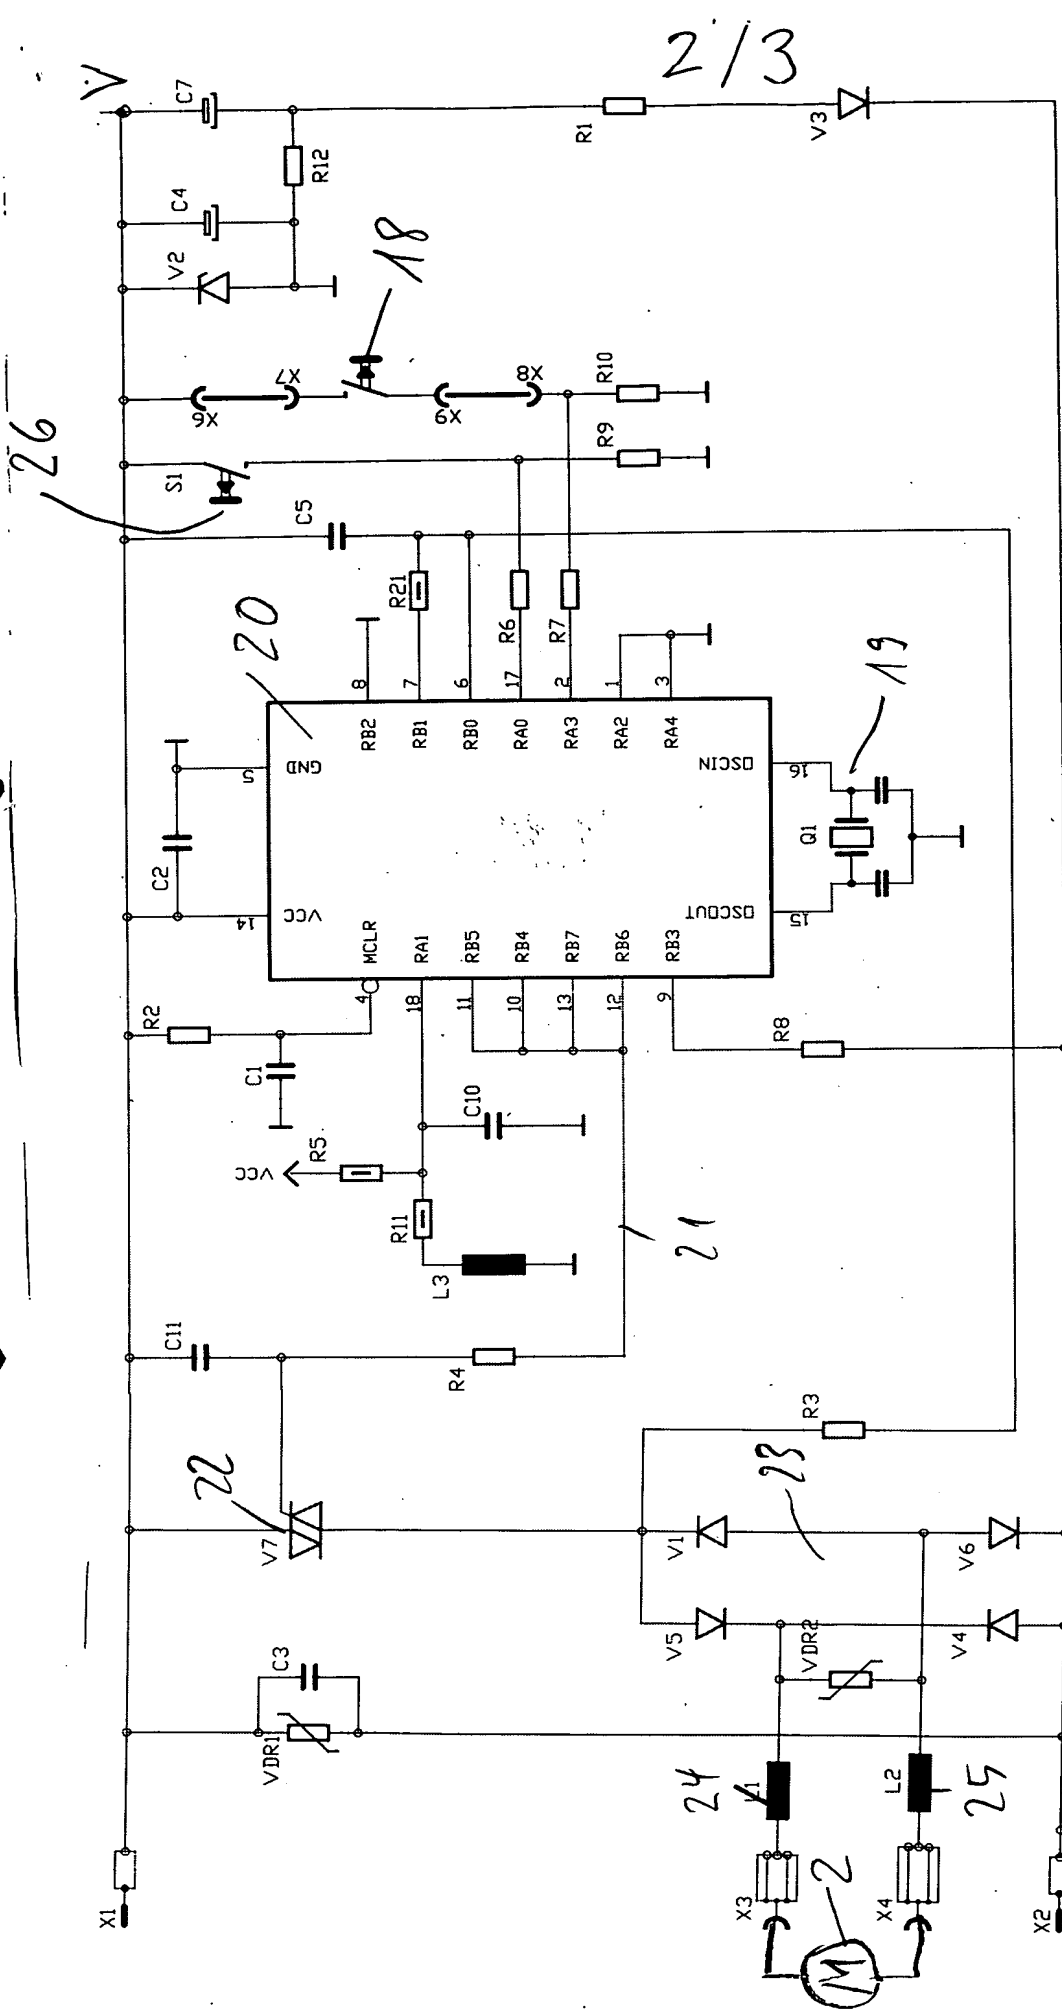 2/3
V
C7
R1
V3
R12
C4
V2
18
X6
X7
X9
X8
R10
26
S1
R9
C5
R21
R6
R7
20
8
7
6
17
2
1
3
RB2
RB1
RB0
RA0
RA3
RA2
RA4
5
GND
OSCIN
16
19
C2
Q1
14
VCC
OSCOUT
15
MCLR
RA1
RB5
RB4
RB7
RB6
RB3
4
18
11
10
13
12
9
R2
C1
R8
C10
VCC
R5
R11
L3
21
C11
R4
R3
22
V7
23
V1
V6
V5
V4
C3
VDR1
VDR2
24
L1
L2
25
X1
X3
X4
X2
2
M